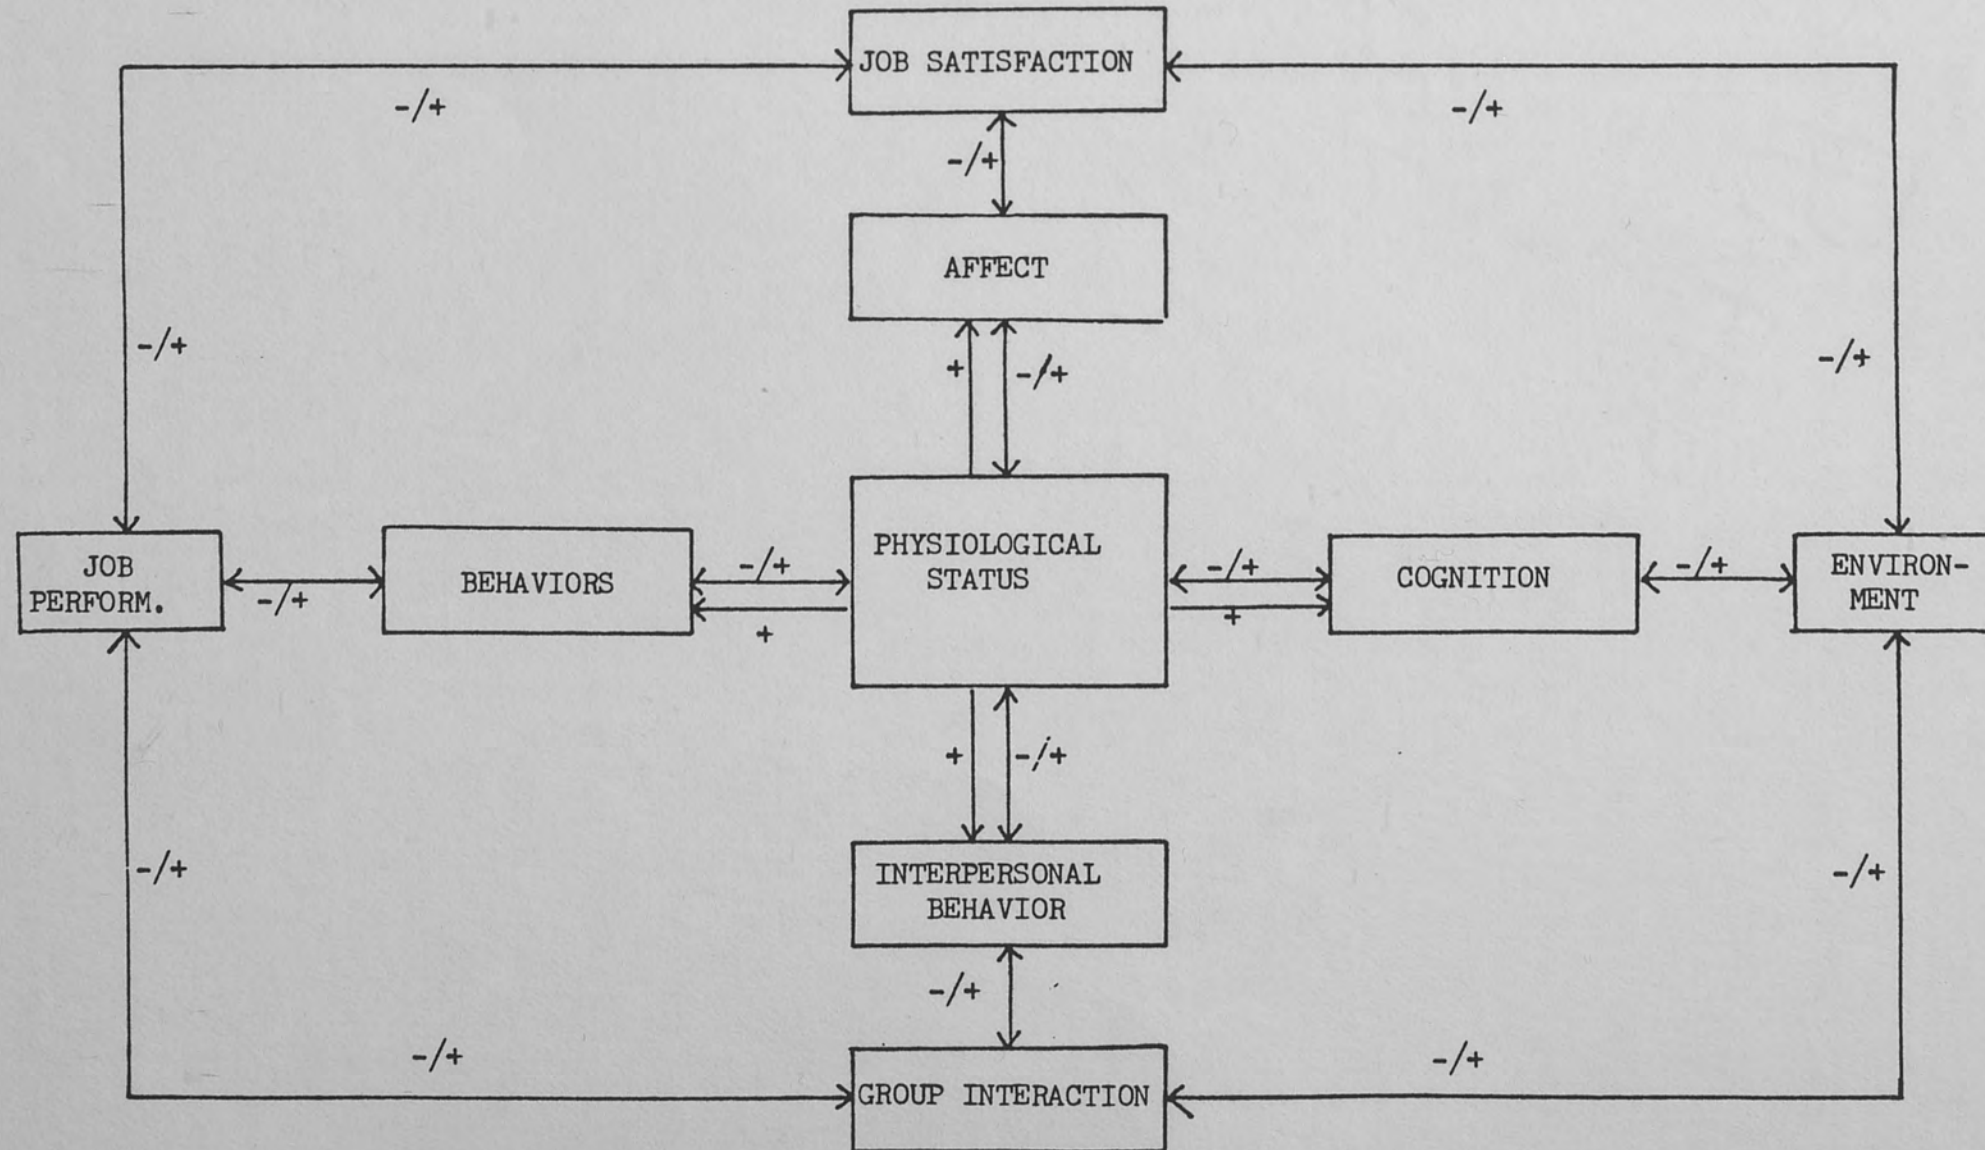 JOB SATISFACTION
-/+
-/+
-/+
AFFECT
-/+
-/+
+
-/+
JOB
PERFORM.
-/+
BEHAVIORS
-/+
+
PHYSIOLOGICAL
STATUS
-/+
+
COGNITION
-/+
ENVIRON-
MENT
+
-/+
-/+
-/+
INTERPERSONAL
BEHAVIOR
-/+
-/+
-/+
GROUP INTERACTION